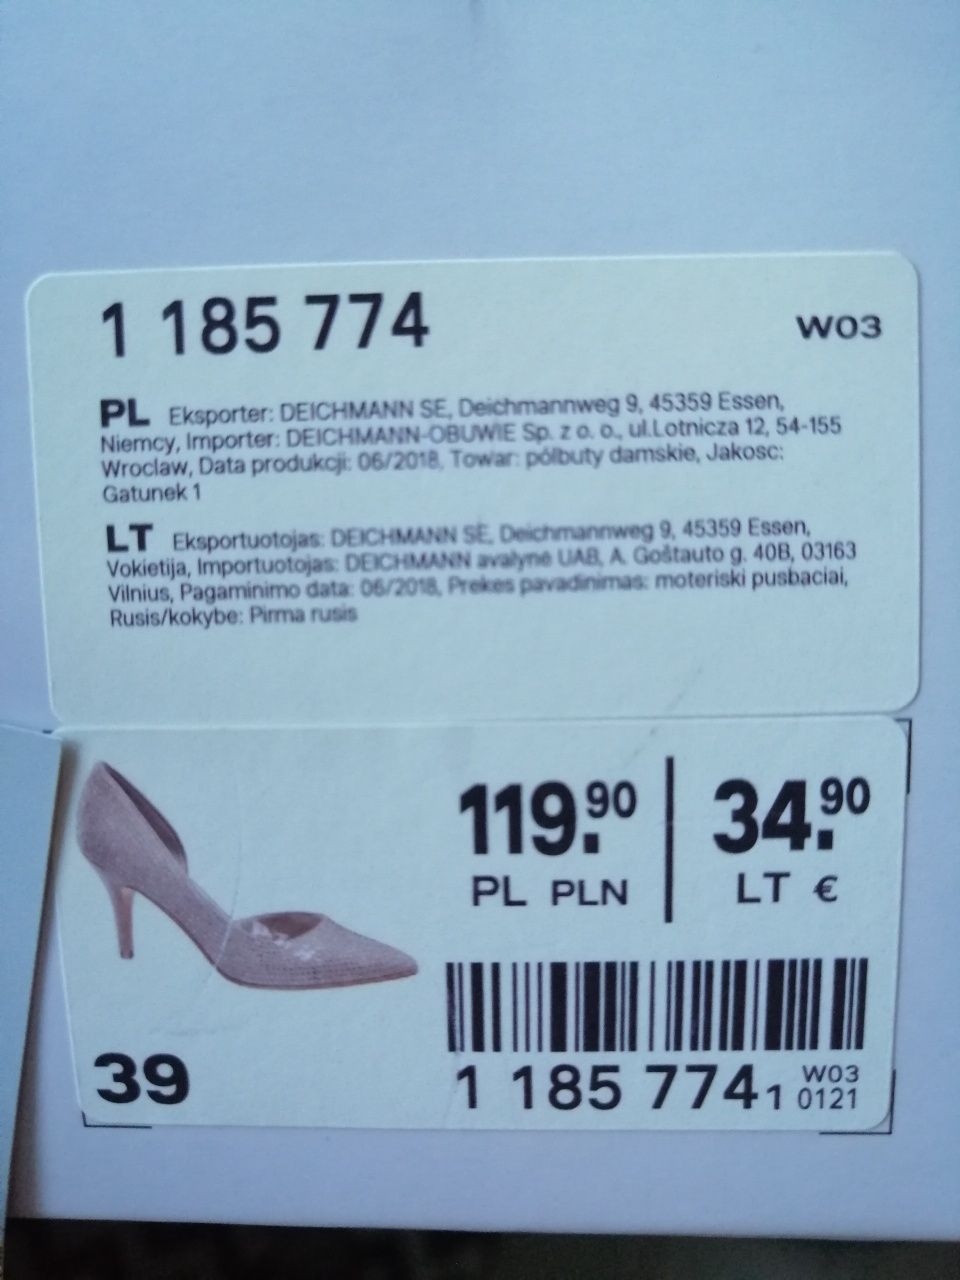 1 185 774
W03
PL Eksporter: DEICHMANN SE, Deichmannweg 9, 45359 Essen,
Niemcy, Importer: DEICHMANN-OBUWIE Sp. z o. o., ul.Lotnicza 12, 54-155
Wroclaw, Data produkcji: 06/2018, Towar: półbuty damskie, Jakosc:
Gatunek 1
LT Eksportuotojas: DEICHMANN SE, Deichmannweg 9, 45359 Essen,
Vokietija, Importuotojas: DEICHMANN avalynė UAB, A. Goštauto g. 40B, 03163
Vilnius, Pagaminimo data: 06/2018, Prekes pavadinimas: moteriski pusbaciai,
Rusis/kokybe: Pirma rusis
119.90 34.90
PL PLN LT €
39
1 185 774 1 W03
0121